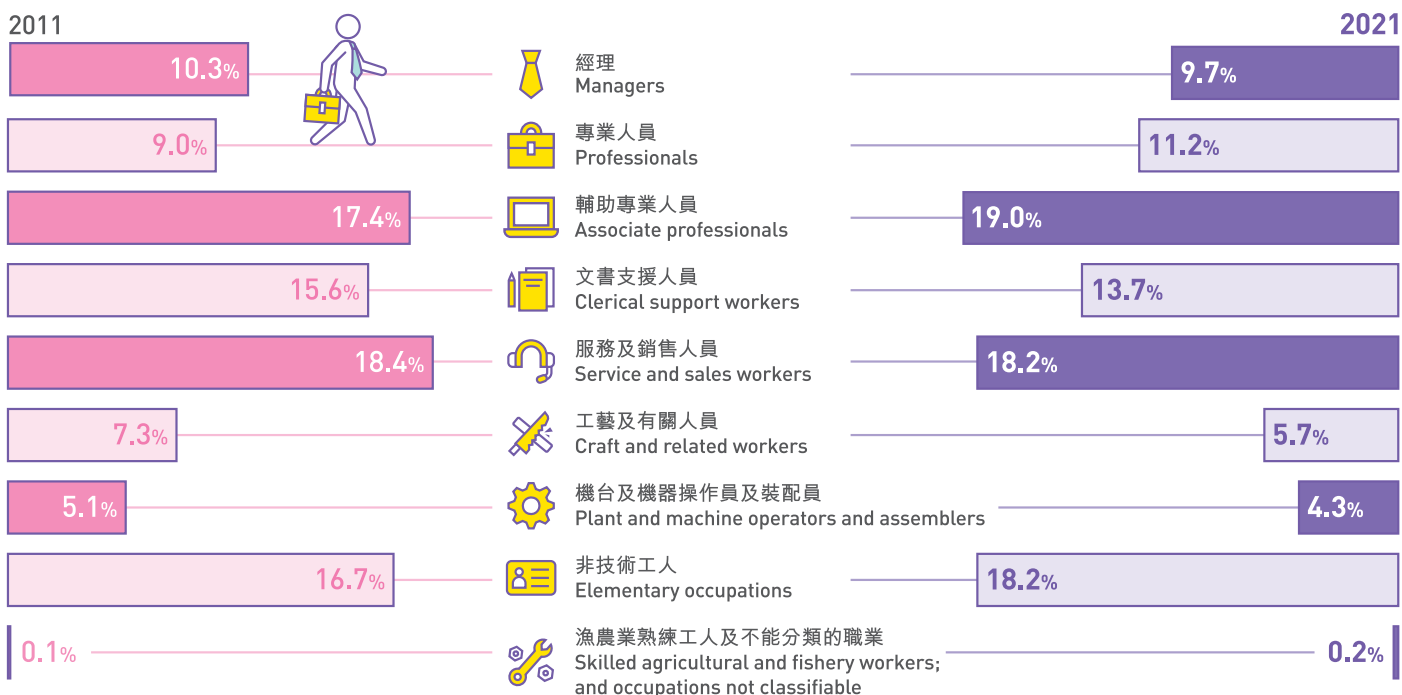 2011
2021
10.3%
經理
Managers
9.7%
9.0%
專業人員
Professionals
11.2%
17.4%
輔助專業人員
Associate professionals
19.0%
15.6%
文書支援人員
Clerical support workers
13.7%
18.4%
服務及銷售人員
Service and sales workers
18.2%
7.3%
工藝及有關人員
Craft and related workers
5.7%
5.1%
機台及機器操作員及裝配員
Plant and machine operators and assemblers
4.3%
16.7%
非技術工人
Elementary occupations
18.2%
0.1%
漁農業熟練工人及不能分類的職業
Skilled agricultural and fishery workers;
and occupations not classifiable
0.2%